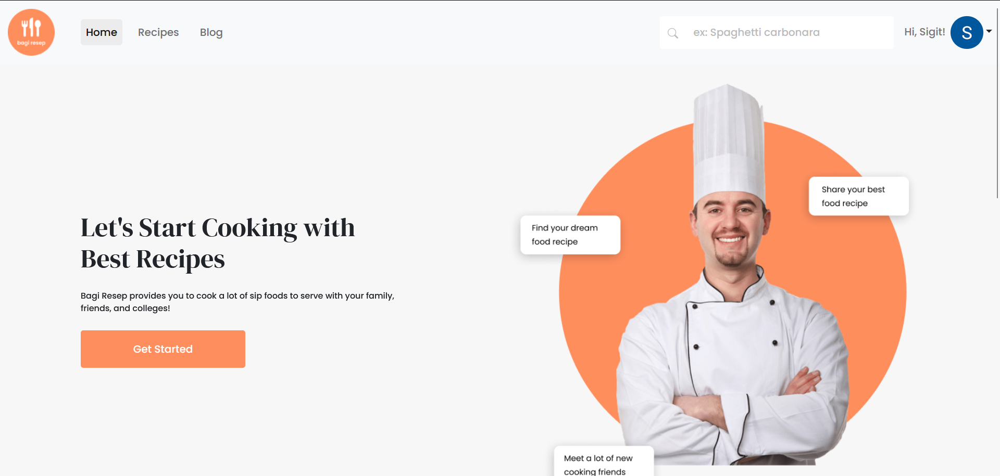 bagi resep
Home
Recipes
Blog
ex: Spaghetti carbonara
Hi, Sigit!
S
Let's Start Cooking with
Best Recipes
Bagi Resep provides you to cook a lot of sip foods to serve with your family,
friends, and colleges!
Get Started
Share your best
food recipe
Find your dream
food recipe
Meet a lot of new
cooking friends